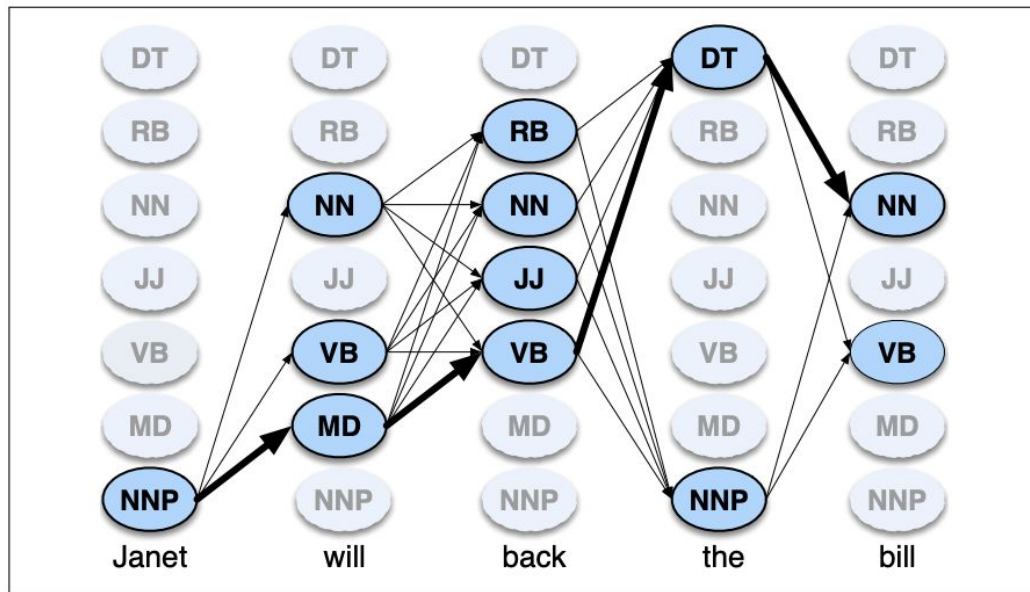 DT DT DT DT DT
RB RB RB RB RB
NN NN NN NN NN
JJ JJ JJ JJ JJ
VB VB VB VB VB
MD MD MD MD MD
NNP NNP NNP NNP NNP
Janet will back the bill